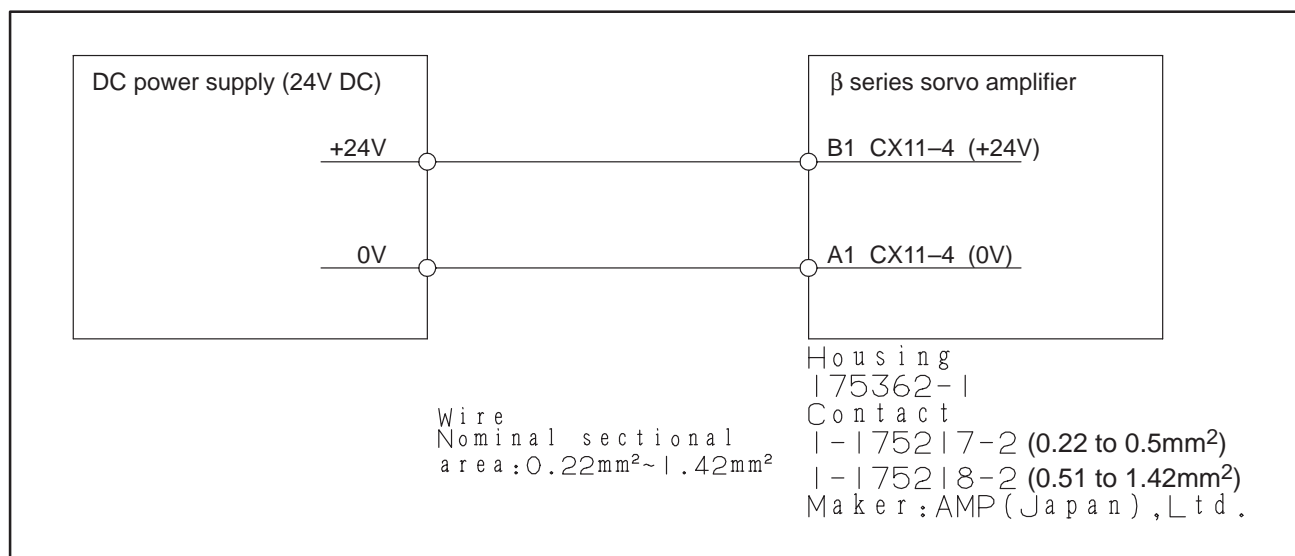 DC power supply (24V DC)
β series sorvo amplifier
+24V
B1 CX11–4 (+24V)
0V
A1 CX11–4 (0V)
Housing
175362-1
Wire
Nominal sectional
area:0.22mm²~1.42mm²
Contact
1-175217-2 (0.22 to 0.5mm²)
1-175218-2 (0.51 to 1.42mm²)
Maker:AMP(Japan),Ltd.